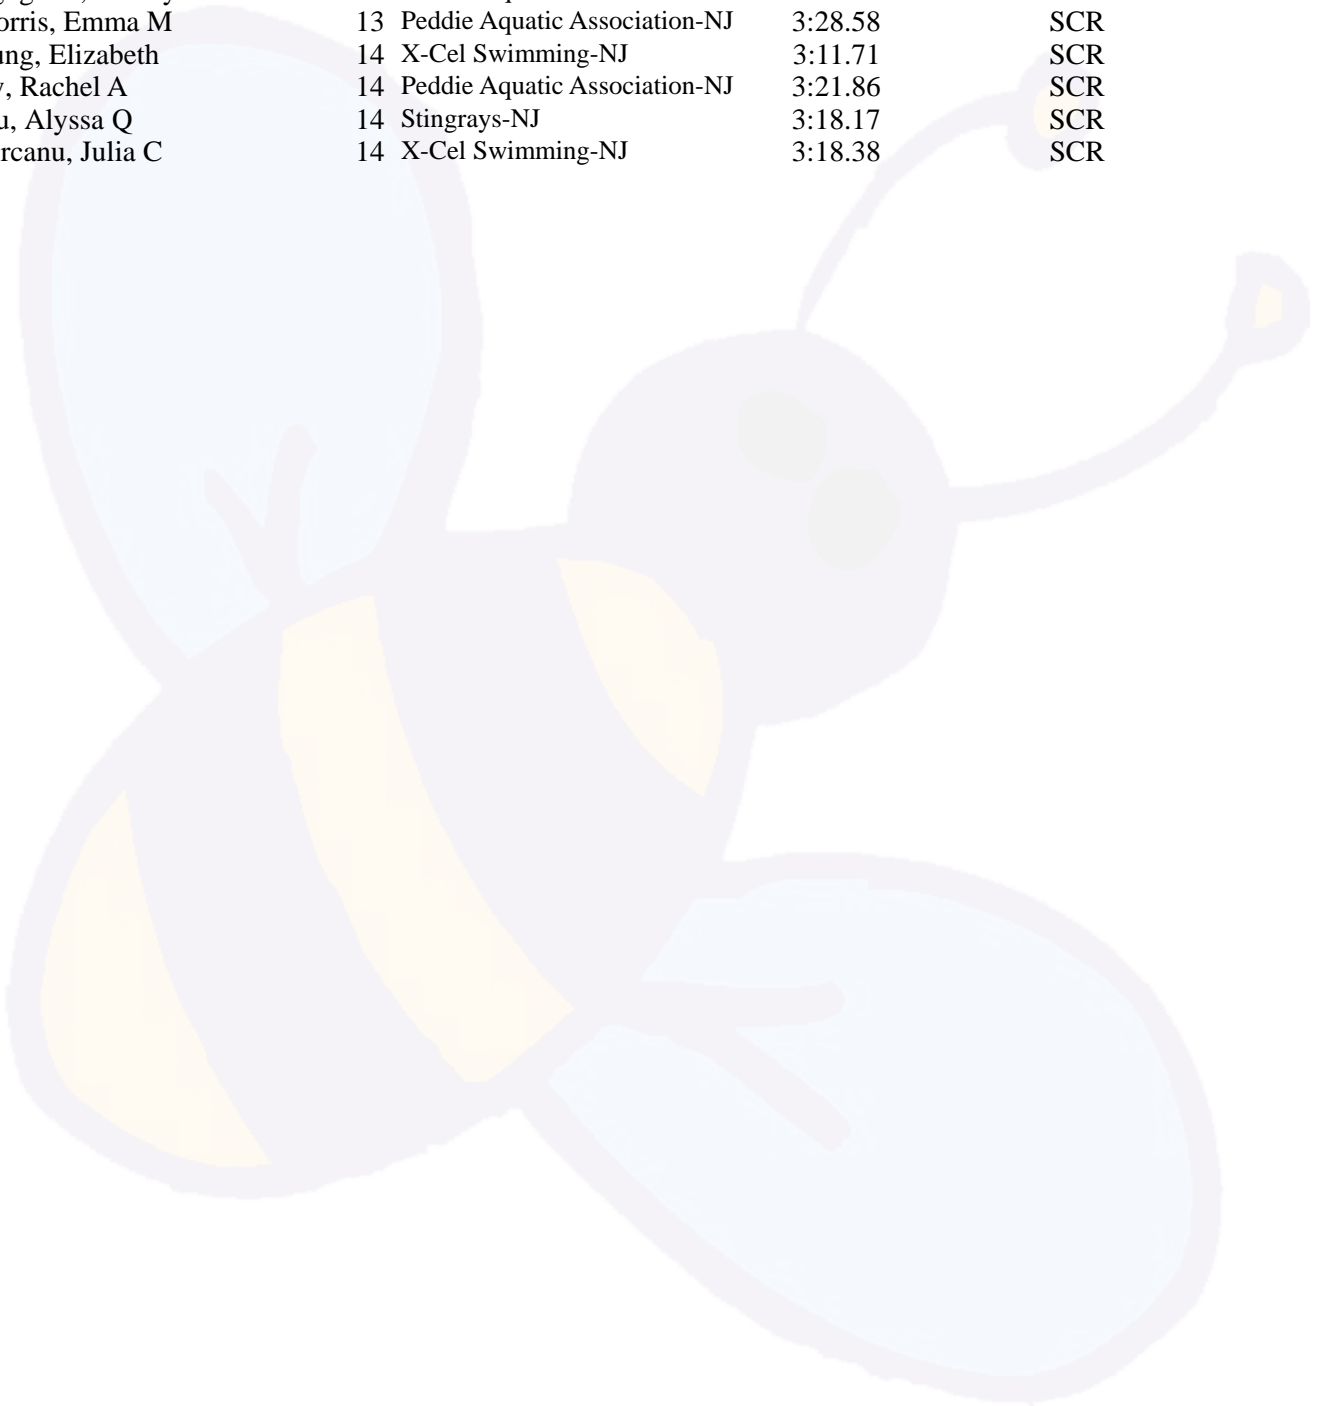 orris, Emma M 13 Peddie Aquatic Association-NJ 3:28.58 SCR
ung, Elizabeth 14 X-Cel Swimming-NJ 3:11.71 SCR
, Rachel A 14 Peddie Aquatic Association-NJ 3:21.86 SCR
u, Alyssa Q 14 Stingrays-NJ 3:18.17 SCR
rcanu, Julia C 14 X-Cel Swimming-NJ 3:18.38 SCR